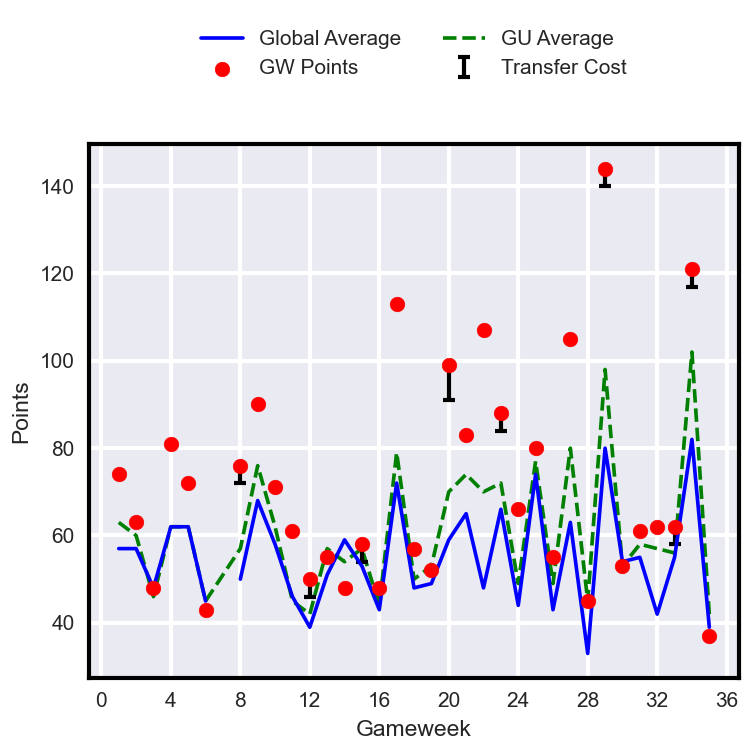 Global Average
GU Average
GW Points
Transfer Cost
140
120
100
80
60
40
Points
0 4 8 12 16 20 24 28 32 36
Gameweek